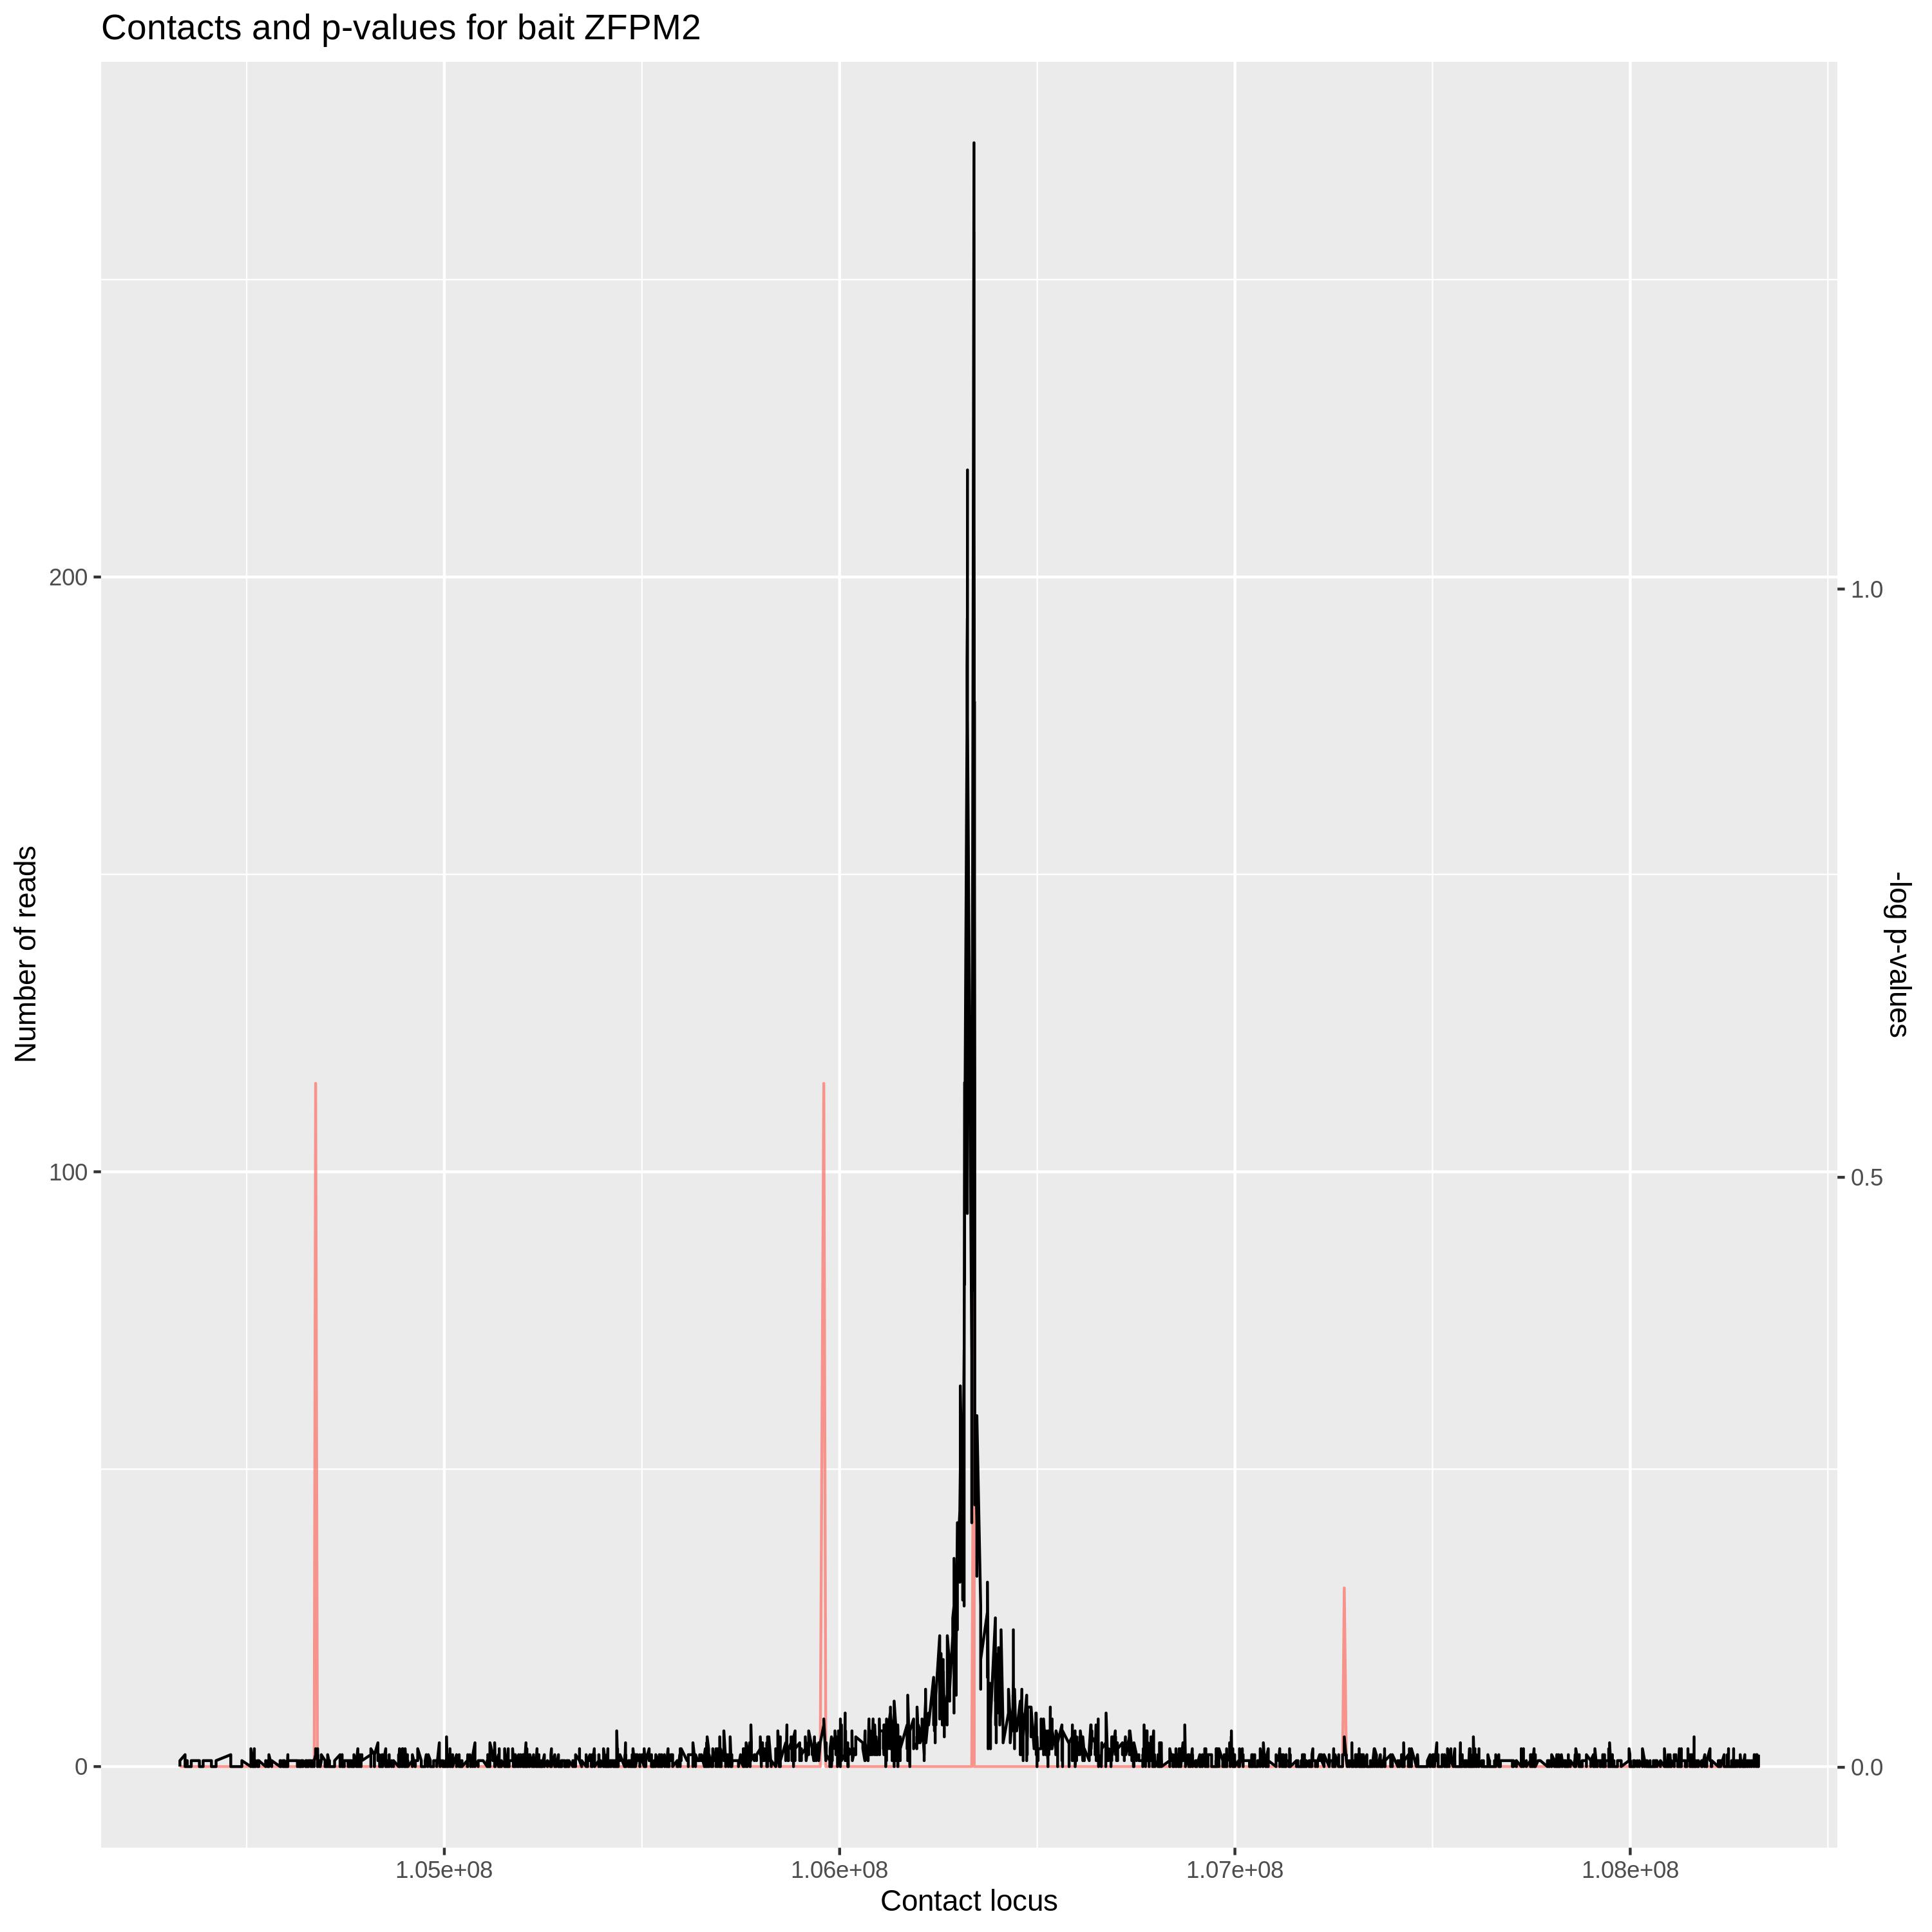 Contacts and p-values for bait ZFPM2
Number of reads
200
100
0
1.0
0.5
0.0
-log p-values
1.05e+08
1.06e+08
1.07e+08
1.08e+08
Contact locus